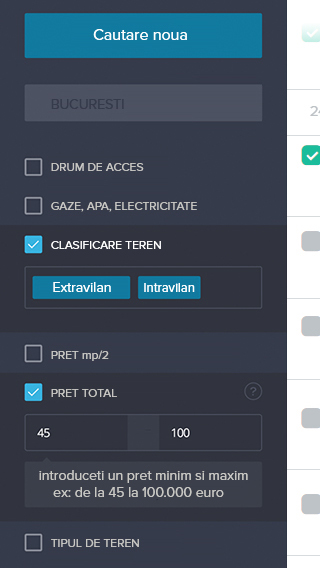 Cautare noua
BUCURESTI
24
DRUM DE ACCES
GAZE, APA, ELECTRICITATE
CLASIFICARE TEREN
Extravilan Intravilan
PRET mp/2
PRET TOTAL ?
45 100
introduceti un pret minim si maxim
ex: de la 45 la 100.000 euro
TIPUL DE TEREN